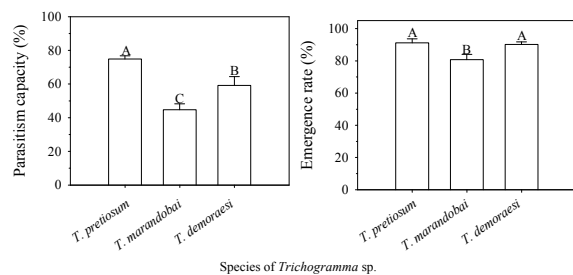 Parasitism capacity (%)
100
80
60
40
20
0
A
C
B
T. pretiosum
T. marandobai
T. demoraesi
Emergence rate (%)
100
80
60
40
20
0
A
B
A
T. pretiosum
T. marandobai
T. demoraesi
Species of Trichogramma sp.